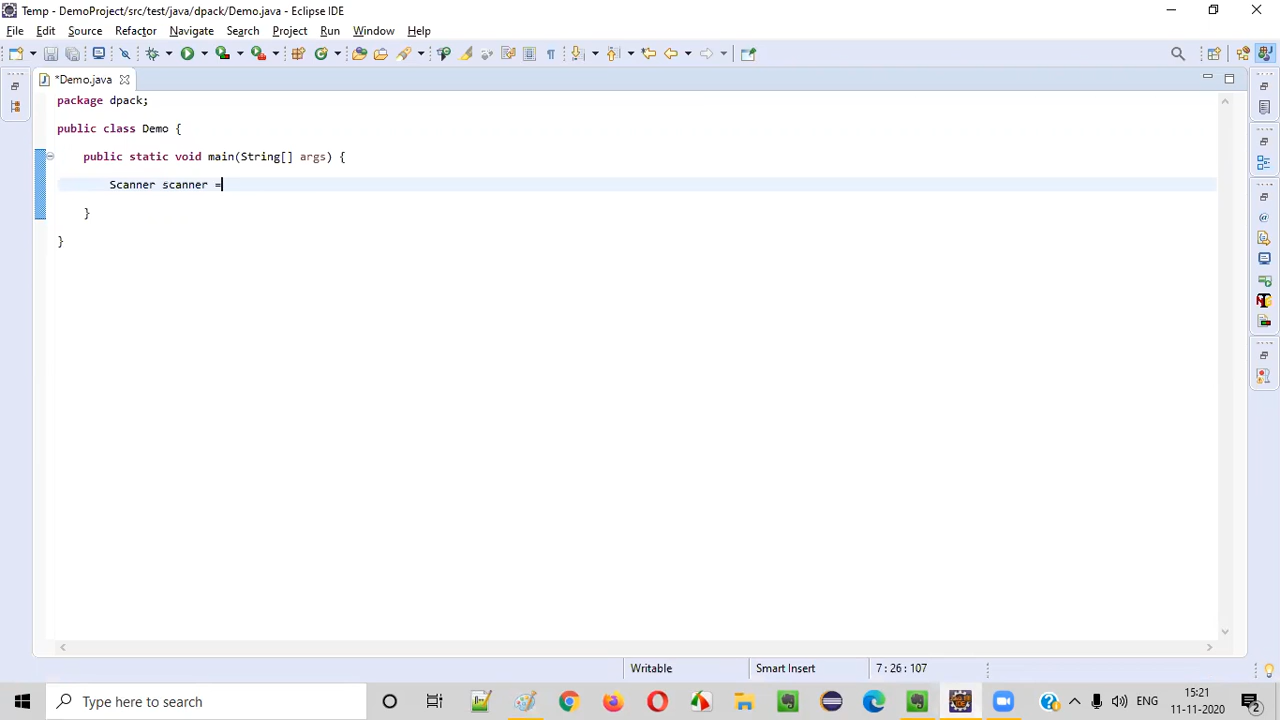 Temp - DemoProject/src/test/java/dpack/Demo.java - Eclipse IDE
File Edit Source Refactor Navigate Search Project Run Window Help
*Demo.java
package dpack;
public class Demo {
public static void main(String[] args) {
Scanner scanner =
}
}
Writable Smart Insert 7 : 26 : 107
Type here to search
ENG
15:21
11-11-2020
2